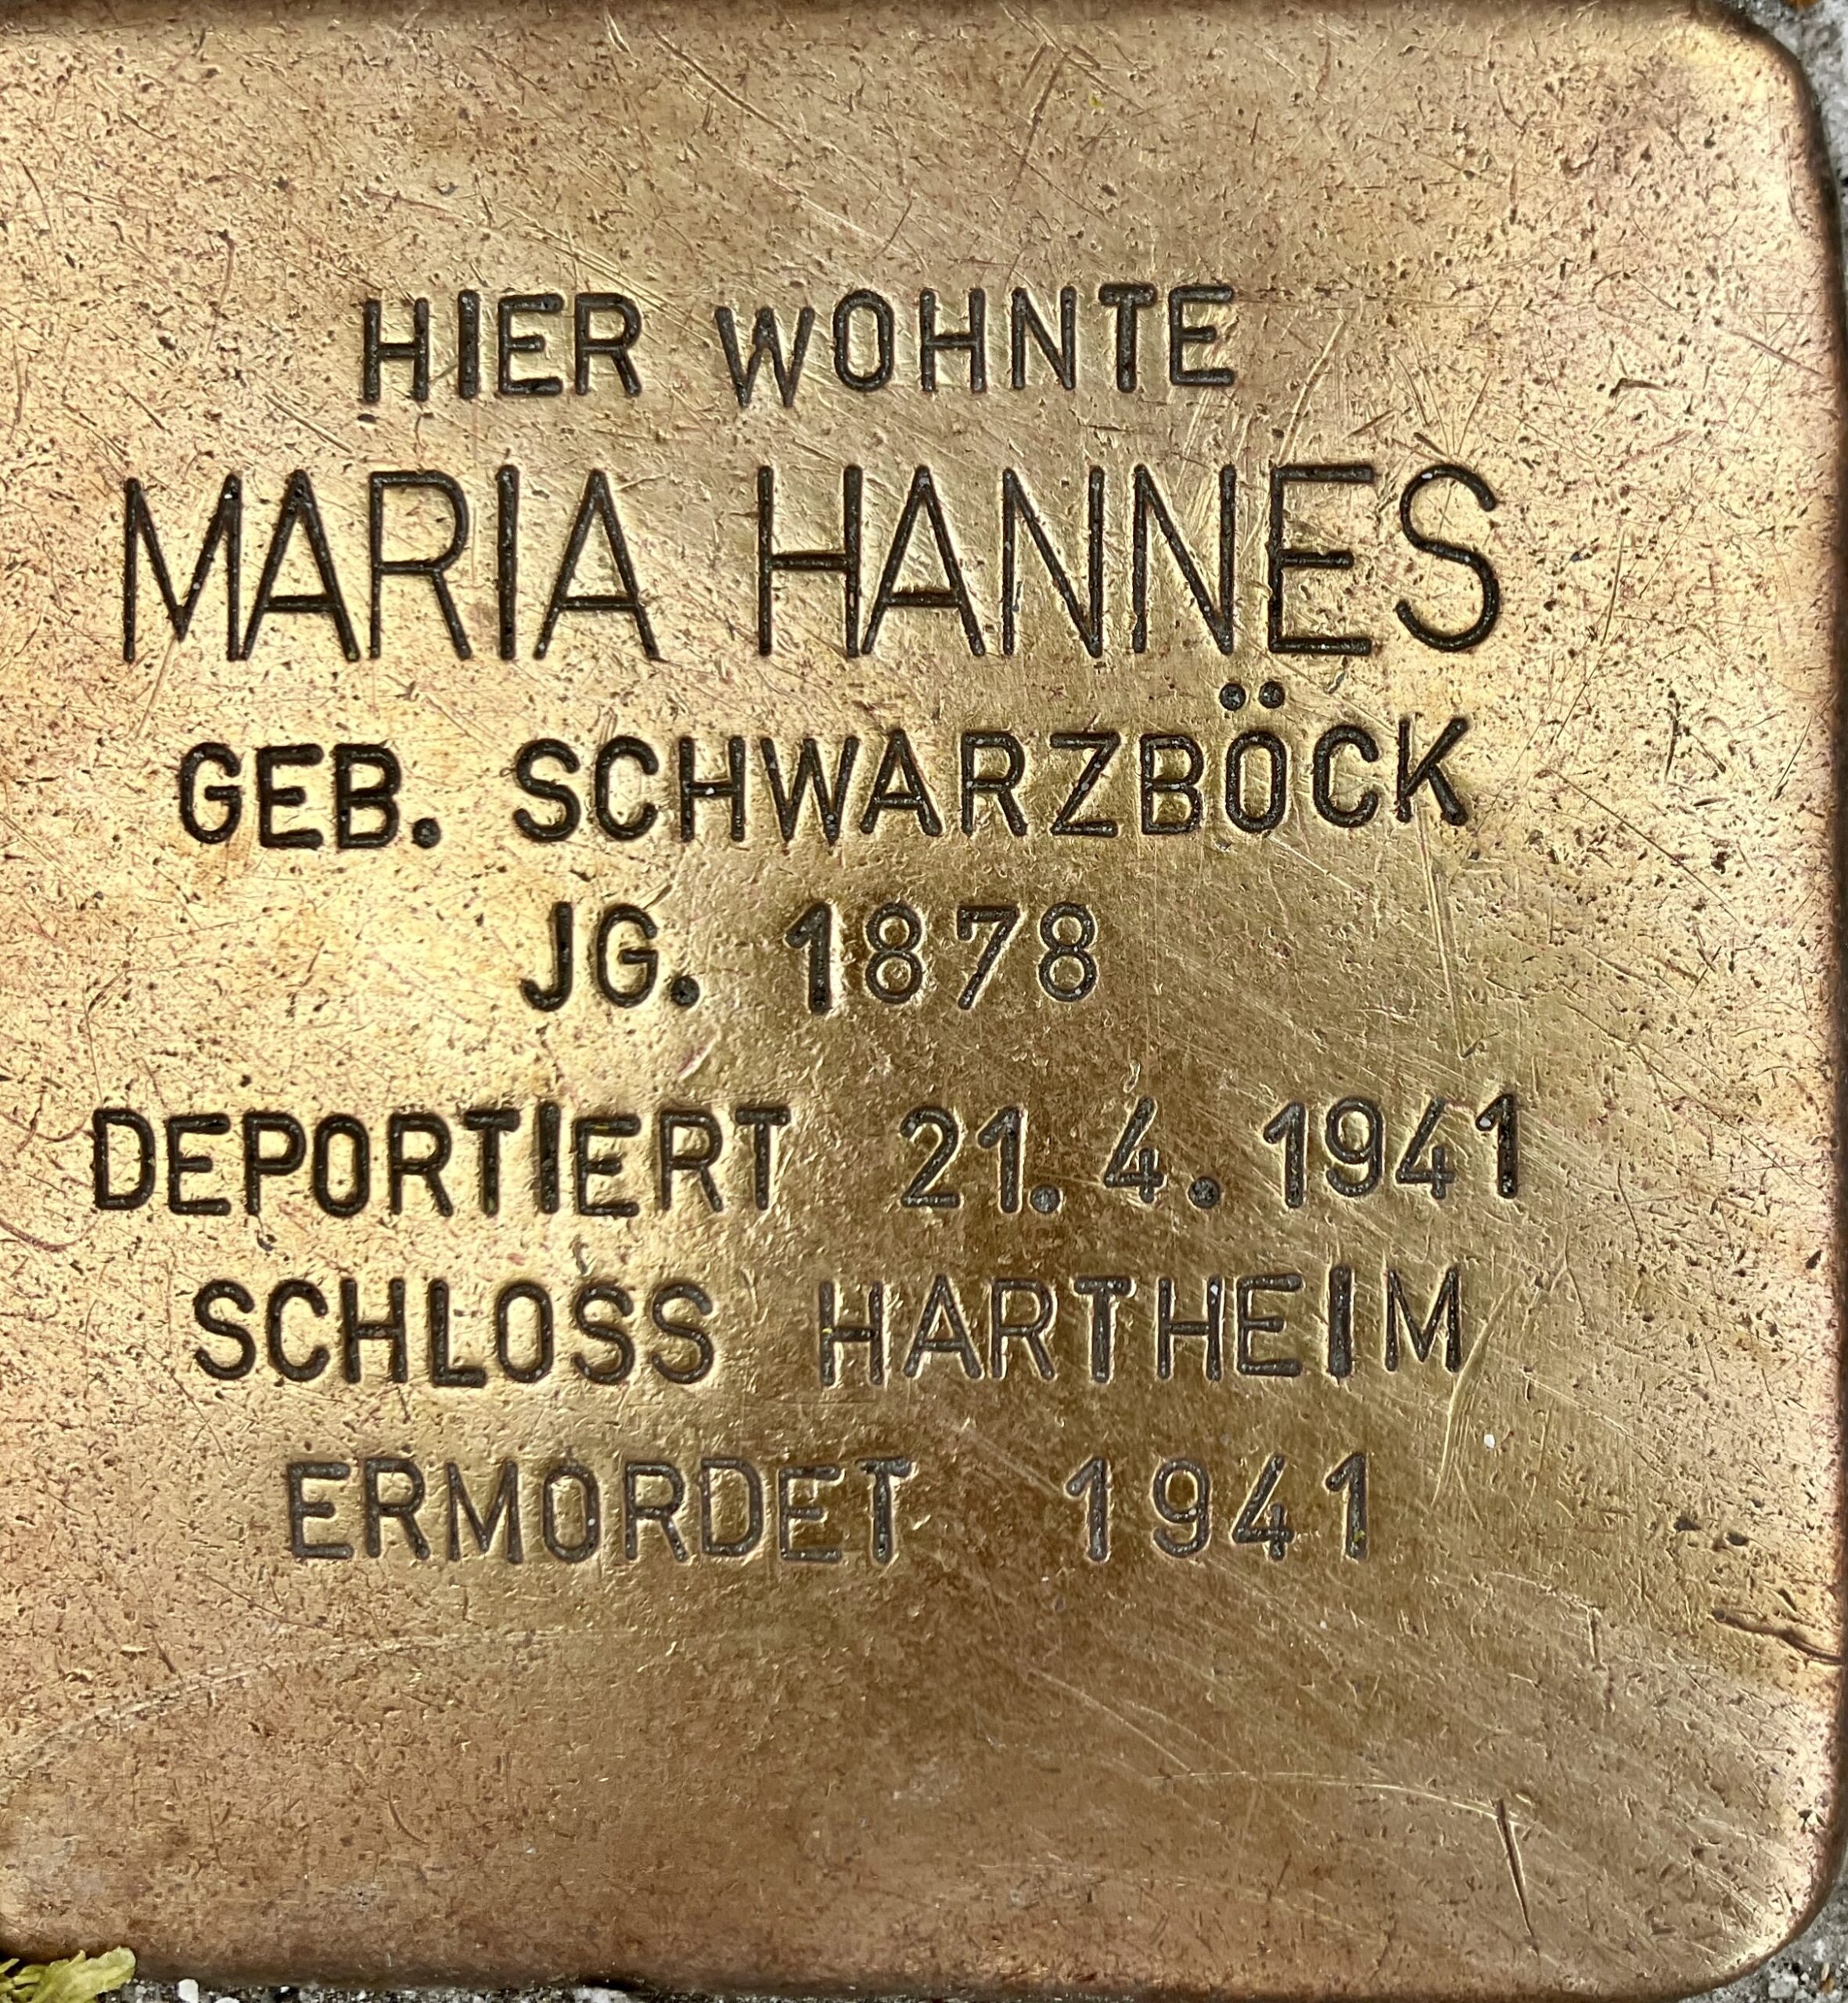 HIER WOHNTE
MARIA HANNES
GEB. SCHWARZBÖCK
JG. 1878
DEPORTIERT 21.4.1941
SCHLOSS HARTHEIM
ERMORDET 1941